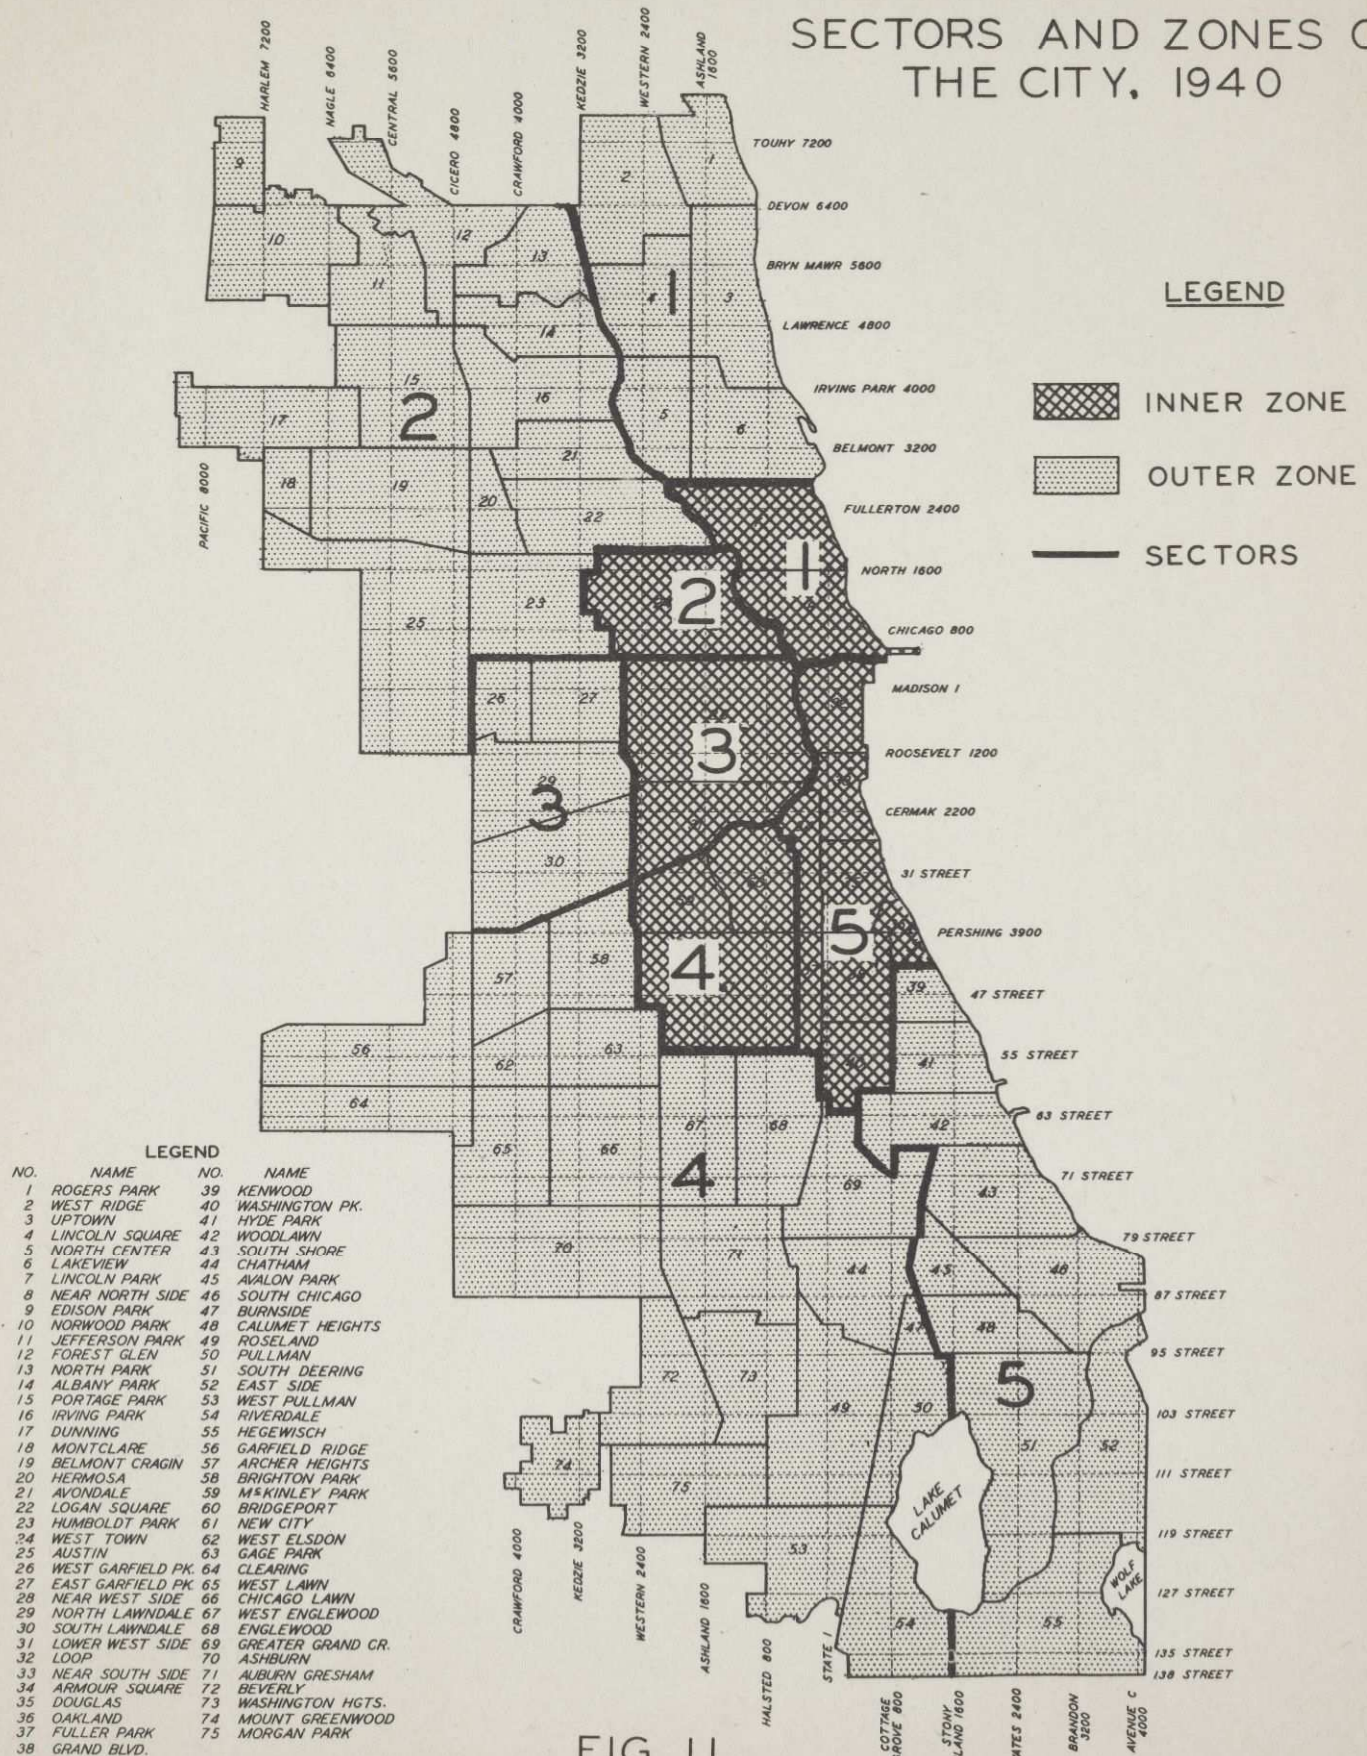 SECTORS AND ZONES
THE CITY, 1940
HARLEM 7200
NAGLE 6400
CENTRAL 5600
CICERO 4800
CRAWFORD 4000
KEDZIE 3200
WESTERN 2400
ASHLAND 1600
TOUHY 7200
DEVON 6400
BRYN MAWR 5600
LAWRENCE 4800
IRVING PARK 4000
BELMONT 3200
FULLERTON 2400
NORTH 1600
CHICAGO 800
MADISON 1
ROOSEVELT 1200
CERMAK 2200
31 STREET
PERSHING 3900
47 STREET
55 STREET
63 STREET
71 STREET
79 STREET
87 STREET
95 STREET
103 STREET
111 STREET
119 STREET
127 STREET
135 STREET
138 STREET
PACIFIC 8000
LEGEND
INNER ZONE
OUTER ZONE
SECTORS
1
2
3
4
5
1
2
3
4
5
LAKE CALUMET
WOLF LAKE
CRAWFORD 4000
KEDZIE 3200
WESTERN 2400
ASHLAND 1600
HALSTED 800
STATE 1
COTTAGE
GROVE 800
STONY
LAND 1600
ATES 2400
BRANDON 3200
AVENUE C 4000
LEGEND
NO. NAME NO. NAME
1 ROGERS PARK 39 KENWOOD
2 WEST RIDGE 40 WASHINGTON PK.
3 UPTOWN 41 HYDE PARK
4 LINCOLN SQUARE 42 WOODLAWN
5 NORTH CENTER 43 SOUTH SHORE
6 LAKEVIEW 44 CHATHAM
7 LINCOLN PARK 45 AVALON PARK
8 NEAR NORTH SIDE 46 SOUTH CHICAGO
9 EDISON PARK 47 BURNSIDE
10 NORWOOD PARK 48 CALUMET HEIGHTS
11 JEFFERSON PARK 49 ROSELAND
12 FOREST GLEN 50 PULLMAN
13 NORTH PARK 51 SOUTH DEERING
14 ALBANY PARK 52 EAST SIDE
15 PORTAGE PARK 53 WEST PULLMAN
16 IRVING PARK 54 RIVERDALE
17 DUNNING 55 HEGEWISCH
18 MONTCLARE 56 GARFIELD RIDGE
19 BELMONT CRAGIN 57 ARCHER HEIGHTS
20 HERMOSA 58 BRIGHTON PARK
21 AVONDALE 59 McKINLEY PARK
22 LOGAN SQUARE 60 BRIDGEPORT
23 HUMBOLDT PARK 61 NEW CITY
24 WEST TOWN 62 WEST ELSDON
25 AUSTIN 63 GAGE PARK
26 WEST GARFIELD PK. 64 CLEARING
27 EAST GARFIELD PK. 65 WEST LAWN
28 NEAR WEST SIDE 66 CHICAGO LAWN
29 NORTH LAWNDALE 67 WEST ENGLEWOOD
30 SOUTH LAWNDALE 68 ENGLEWOOD
31 LOWER WEST SIDE 69 GREATER GRAND CR.
32 LOOP 70 ASHBURN
33 NEAR SOUTH SIDE 71 AUBURN GRESHAM
34 ARMOUR SQUARE 72 BEVERLY
35 DOUGLAS 73 WASHINGTON HGTS.
36 OAKLAND 74 MOUNT GREENWOOD
37 FULLER PARK 75 MORGAN PARK
38 GRAND BLVD.
FIG. 11